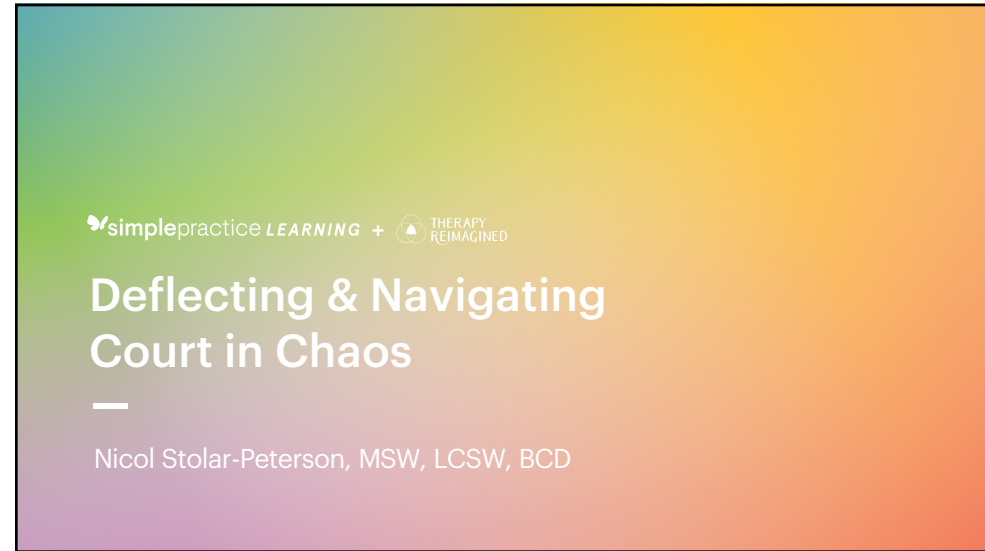 simplepractice LEARNING + THERAPY REIMAGINED
Deflecting & Navigating
Court in Chaos
Nicol Stolar-Peterson, MSW, LCSW, BCD